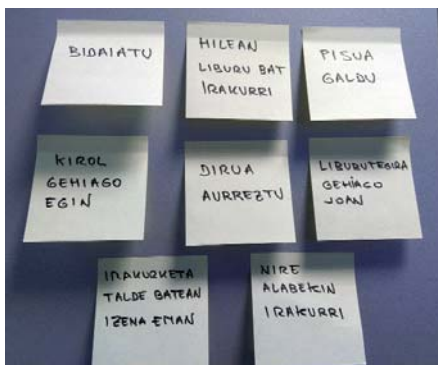 BIDAIATU
HILEAN
LIBURU BAT
IRAKURRI
PISUA
GALDU
KIROL
GEHIAGO
EGIN
DIRUA
AURREZTU
LIBURUTEGIRA
GEHIAGO
JOAN
IRAKURKETA
TALDE BATEAN
IZENA EMAN
NIRE
ALABEKIN
IRAKURRI